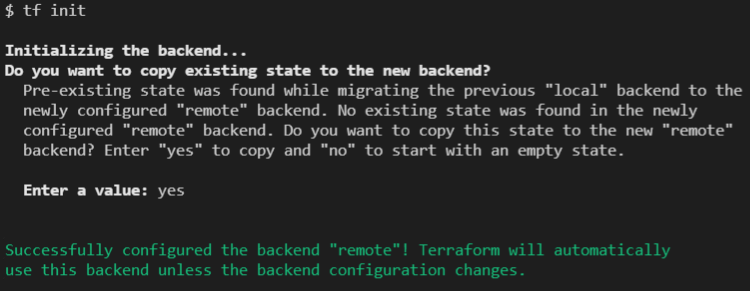 $ tf init
Initializing the backend...
Do you want to copy existing state to the new backend?
Pre-existing state was found while migrating the previous "local" backend to the
newly configured "remote" backend. No existing state was found in the newly
configured "remote" backend. Do you want to copy this state to the new "remote"
backend? Enter "yes" to copy and "no" to start with an empty state.
Enter a value: yes
Successfully configured the backend "remote"! Terraform will automatically
use this backend unless the backend configuration changes.